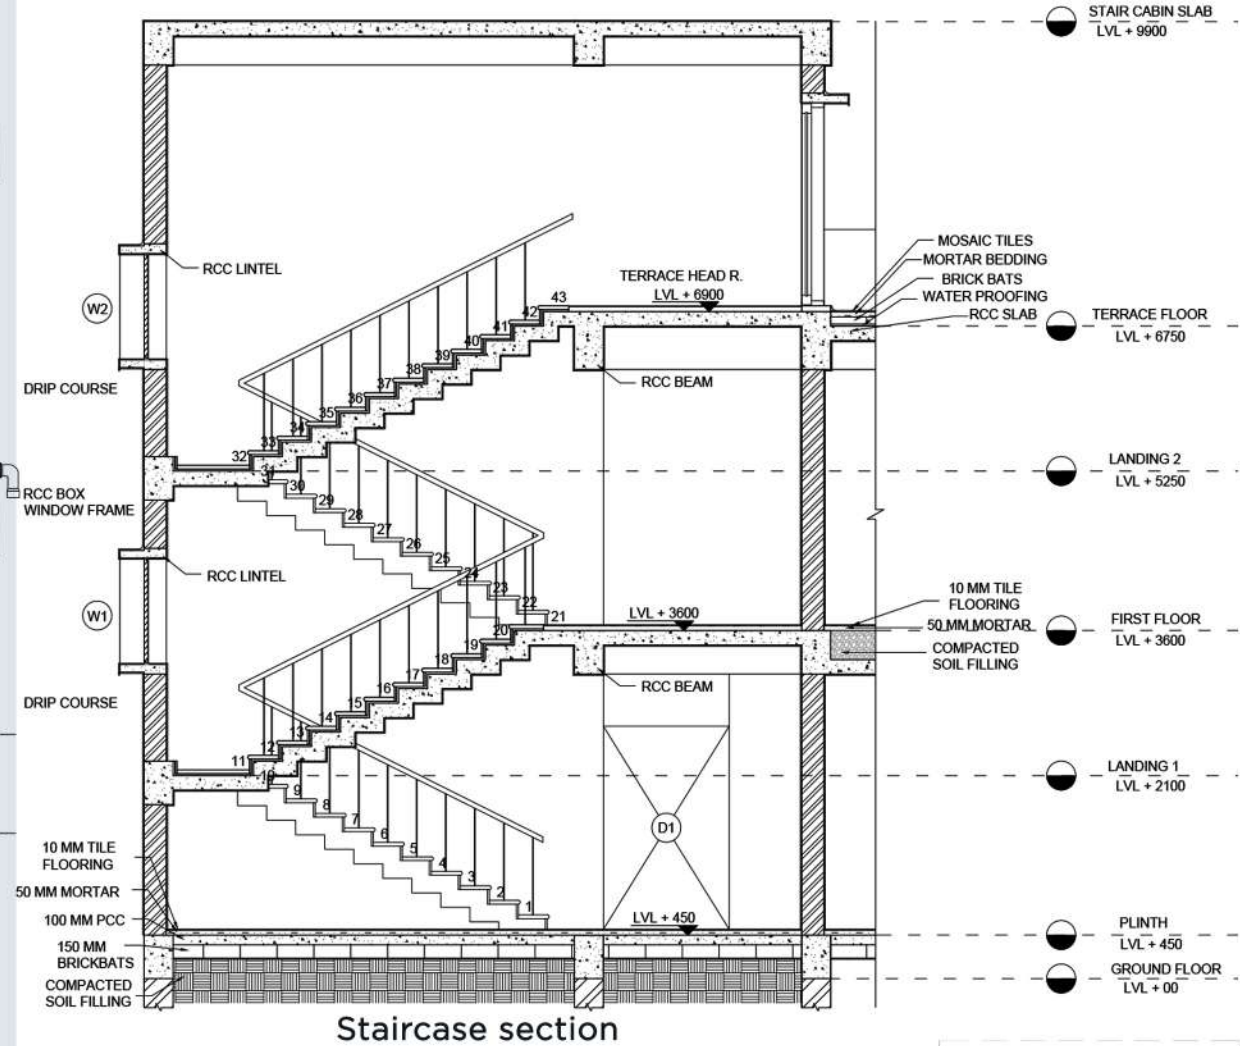 STAIR CABIN SLAB
LVL + 9900
RCC LINTEL
W2
DRIP COURSE
TERRACE HEAD R.
LVL + 6900
MOSAIC TILES
MORTAR BEDDING
BRICK BATS
WATER PROOFING
RCC SLAB
TERRACE FLOOR
LVL + 6750
43
42
41
40
39
38
37
36
35
34
33
32
31
RCC BEAM
LANDING 2
LVL + 5250
RCC BOX
WINDOW FRAME
30
29
28
27
26
25
24
23
22
21
RCC LINTEL
W1
LVL + 3600
10 MM TILE
FLOORING
50 MM MORTAR
COMPACTED
SOIL FILLING
FIRST FLOOR
LVL + 3600
20
19
18
17
16
15
14
13
12
11
10
RCC BEAM
DRIP COURSE
LANDING 1
LVL + 2100
9
8
7
6
5
4
3
2
1
D1
LVL + 450
10 MM TILE
FLOORING
50 MM MORTAR
100 MM PCC
150 MM
BRICKBATS
COMPACTED
SOIL FILLING
PLINTH
LVL + 450
GROUND FLOOR
LVL + 00
Staircase section